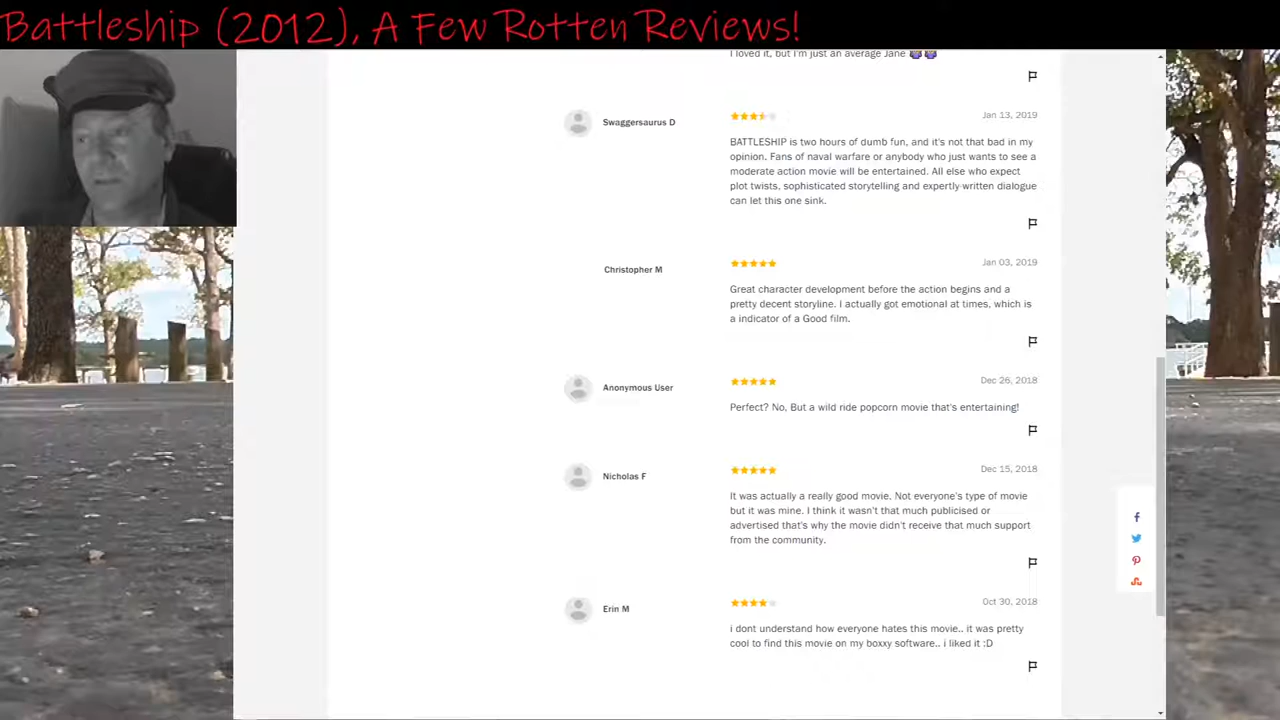 Battleship (2012), A Few Rotten Reviews!
I loved it, but I'm just an average Jane
Swaggersaurus D
Jan 13, 2019
BATTLESHIP is two hours of dumb fun, and it's not that bad in my
opinion. Fans of naval warfare or anybody who just wants to see a
moderate action movie will be entertained. All else who expect
plot twists, sophisticated storytelling and expertly-written dialogue
can let this one sink.
Christopher M
Jan 03, 2019
Great character development before the action begins and a
pretty decent storyline. I actually got emotional at times, which is
a indicator of a Good film.
Anonymous User
Dec 26, 2018
Perfect? No, But a wild ride popcorn movie that's entertaining!
Nicholas F
Dec 15, 2018
It was actually a really good movie. Not everyone's type of movie
but it was mine. I think it wasn't that much publicised or
advertised that's why the movie didn't receive that much support
from the community.
Erin M
Oct 30, 2018
i dont understand how everyone hates this movie.. it was pretty
cool to find this movie on my boxxy software.. i liked it :D